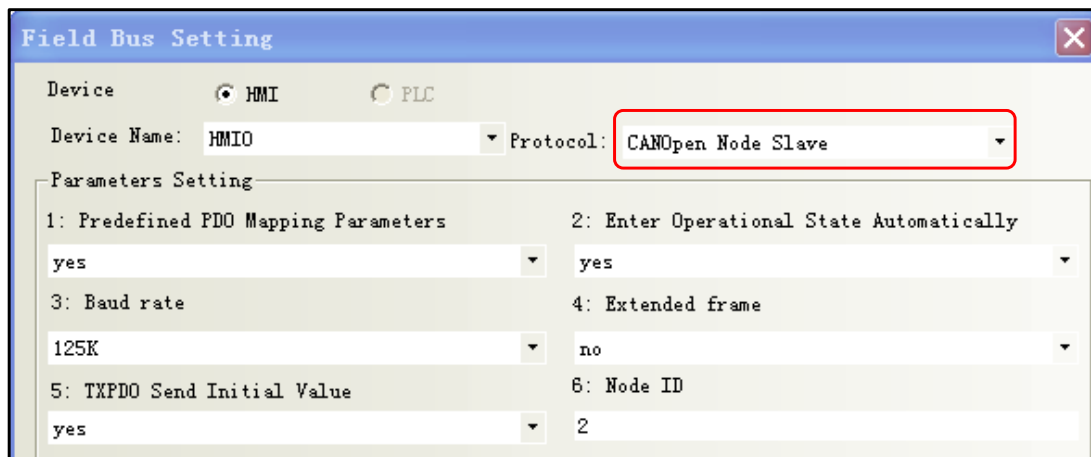 Field Bus Setting
Device HMI PLC
Device Name: HMI0 Protocol: CANOpen Node Slave
Parameters Setting
1: Predefined PDO Mapping Parameters 2: Enter Operational State Automatically
yes yes
3: Baud rate 4: Extended frame
125K no
5: TXPDO Send Initial Value 6: Node ID
yes 2